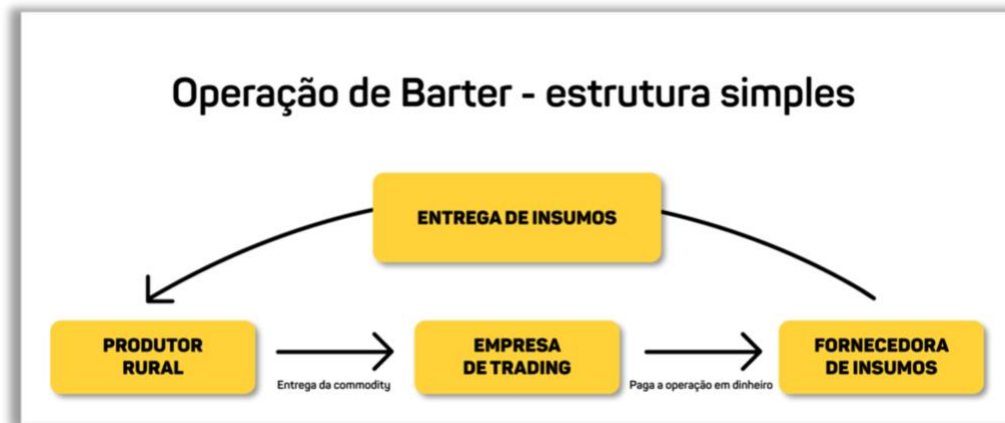 Operação de Barter - estrutura simples
ENTREGA DE INSUMOS
PRODUTOR
RURAL
Entrega da commodity
EMPRESA
DE TRADING
Paga a operação em dinheiro
FORNECEDORA
DE INSUMOS